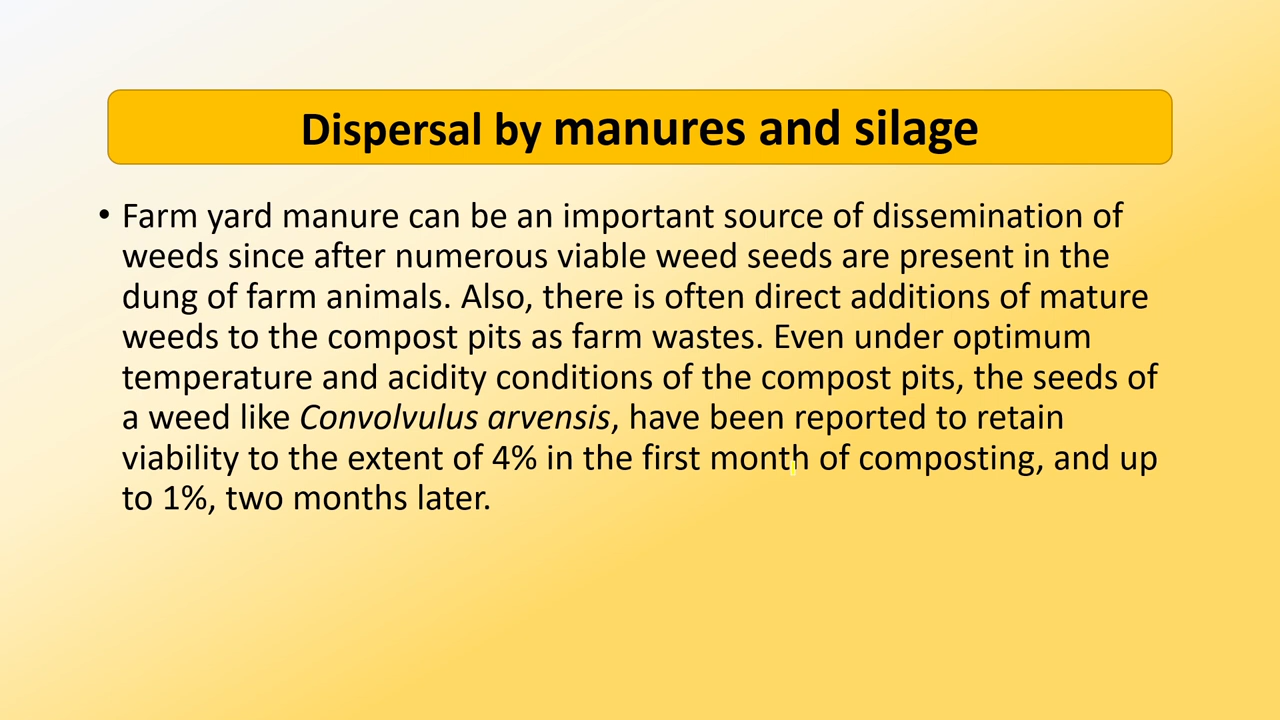 Dispersal by manures and silage
• Farm yard manure can be an important source of dissemination of
weeds since after numerous viable weed seeds are present in the
dung of farm animals. Also, there is often direct additions of mature
weeds to the compost pits as farm wastes. Even under optimum
temperature and acidity conditions of the compost pits, the seeds of
a weed like Convolvulus arvensis, have been reported to retain
viability to the extent of 4% in the first month of composting, and up
to 1%, two months later.